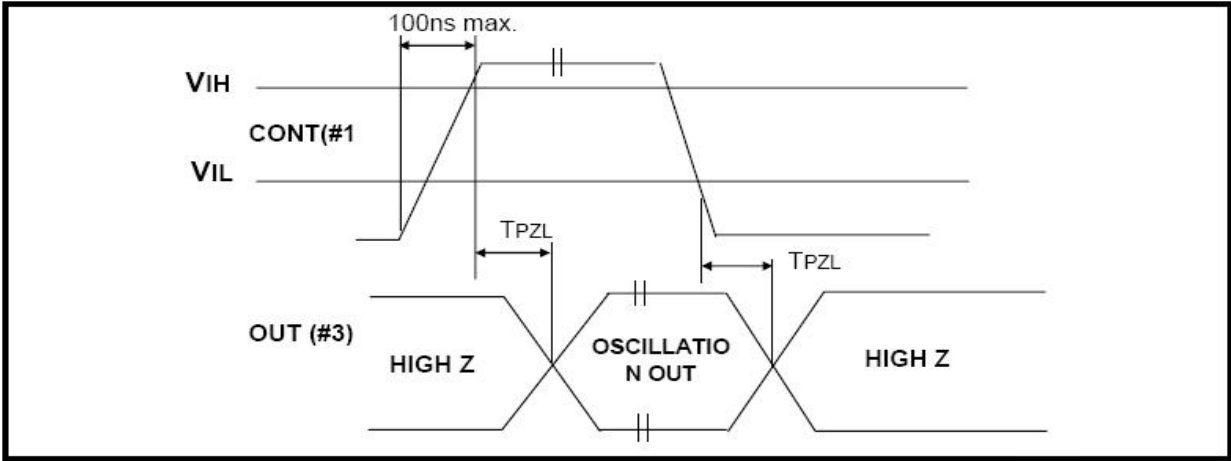 100ns max.
VIH
CONT(#1
VIL
TPZL
TPZL
OUT (#3)
HIGH Z
OSCILLATIO
N OUT
HIGH Z